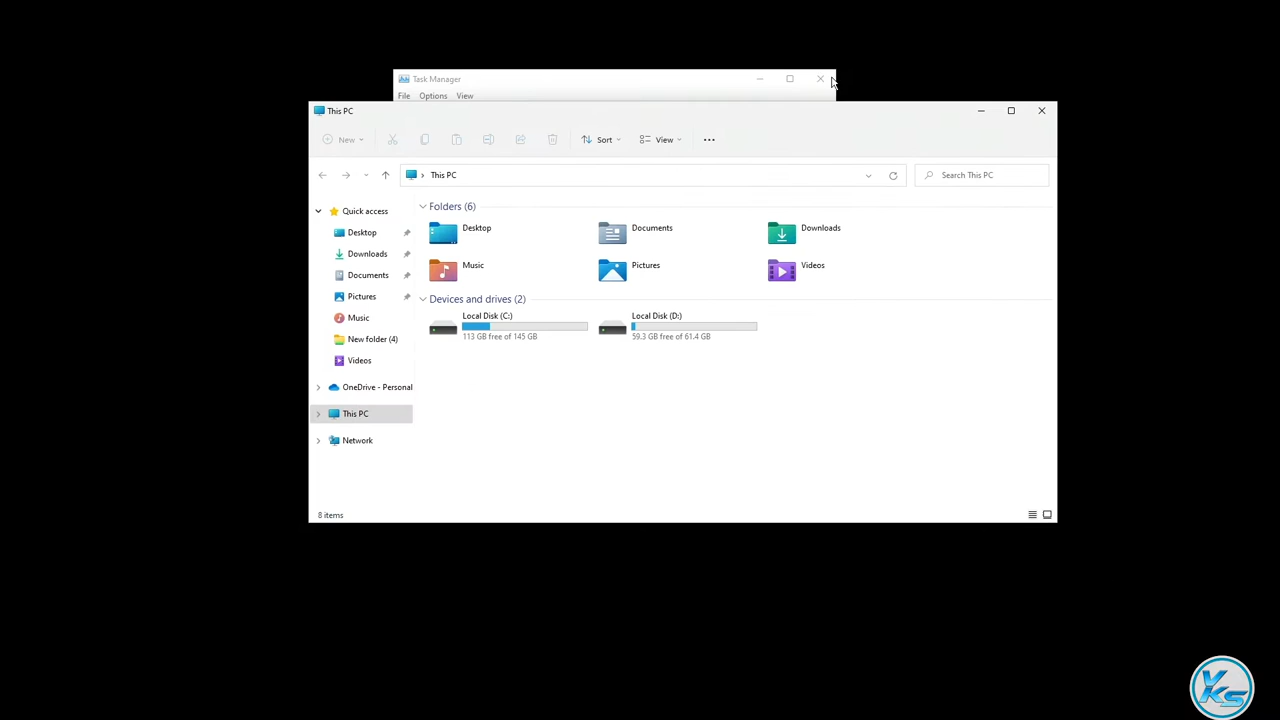 Task Manager
File Options View
This PC
New Sort View
This PC Search This PC
Quick access
Desktop
Downloads
Documents
Pictures
Music
New folder (4)
Videos
OneDrive - Personal
This PC
Network
Folders (6)
Desktop Documents Downloads
Music Pictures Videos
Devices and drives (2)
Local Disk (C:) Local Disk (D:)
113 GB free of 145 GB 59.3 GB free of 61.4 GB
8 items
YKS